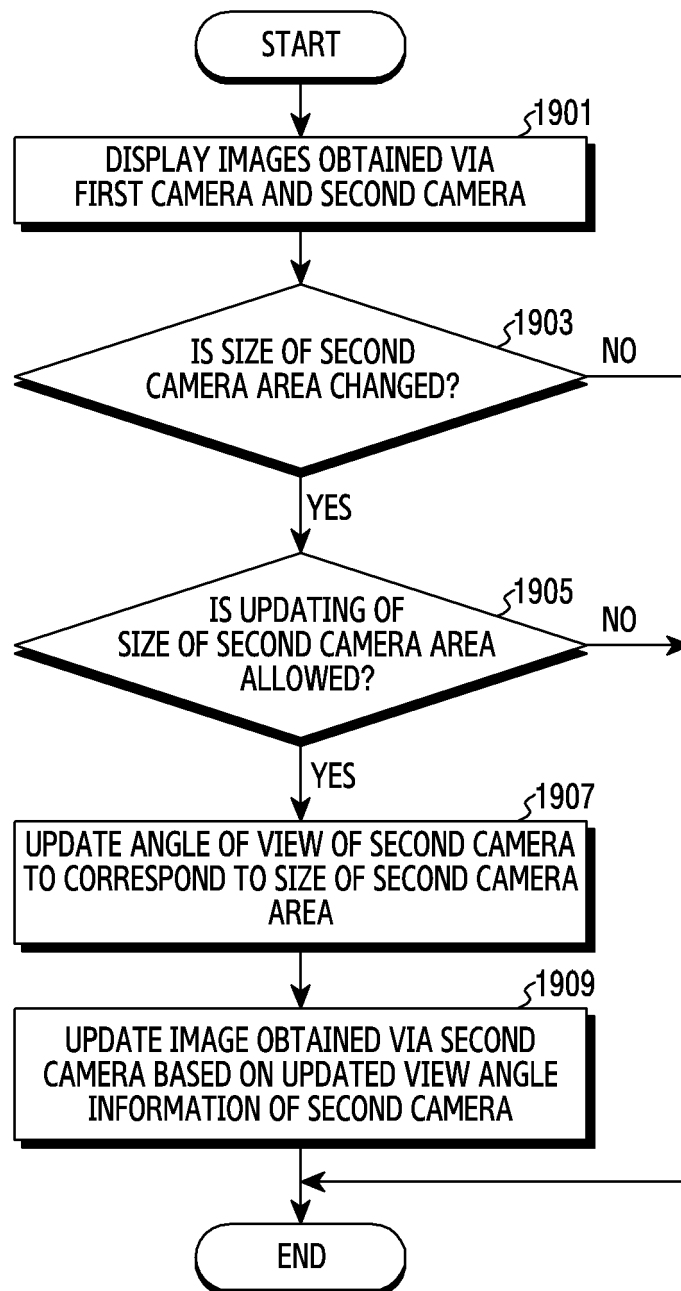 START
1901
DISPLAY IMAGES OBTAINED VIA
FIRST CAMERA AND SECOND CAMERA
1903
IS SIZE OF SECOND
CAMERA AREA CHANGED?
NO
YES
1905
IS UPDATING OF
SIZE OF SECOND CAMERA AREA
ALLOWED?
NO
YES
1907
UPDATE ANGLE OF VIEW OF SECOND CAMERA
TO CORRESPOND TO SIZE OF SECOND CAMERA
AREA
1909
UPDATE IMAGE OBTAINED VIA SECOND
CAMERA BASED ON UPDATED VIEW ANGLE
INFORMATION OF SECOND CAMERA
END